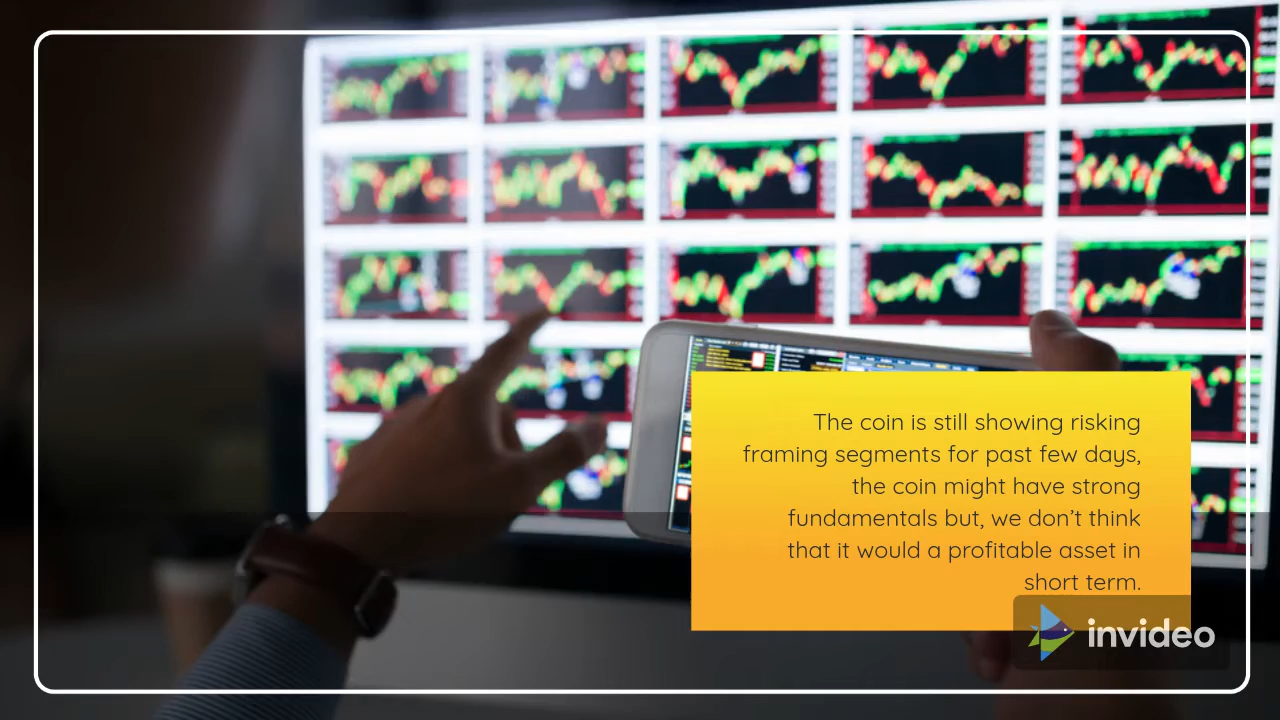 The coin is still showing risking
framing segments for past few days,
the coin might have strong
fundamentals but, we don’t think
that it would a profitable asset in
short term.
invideo